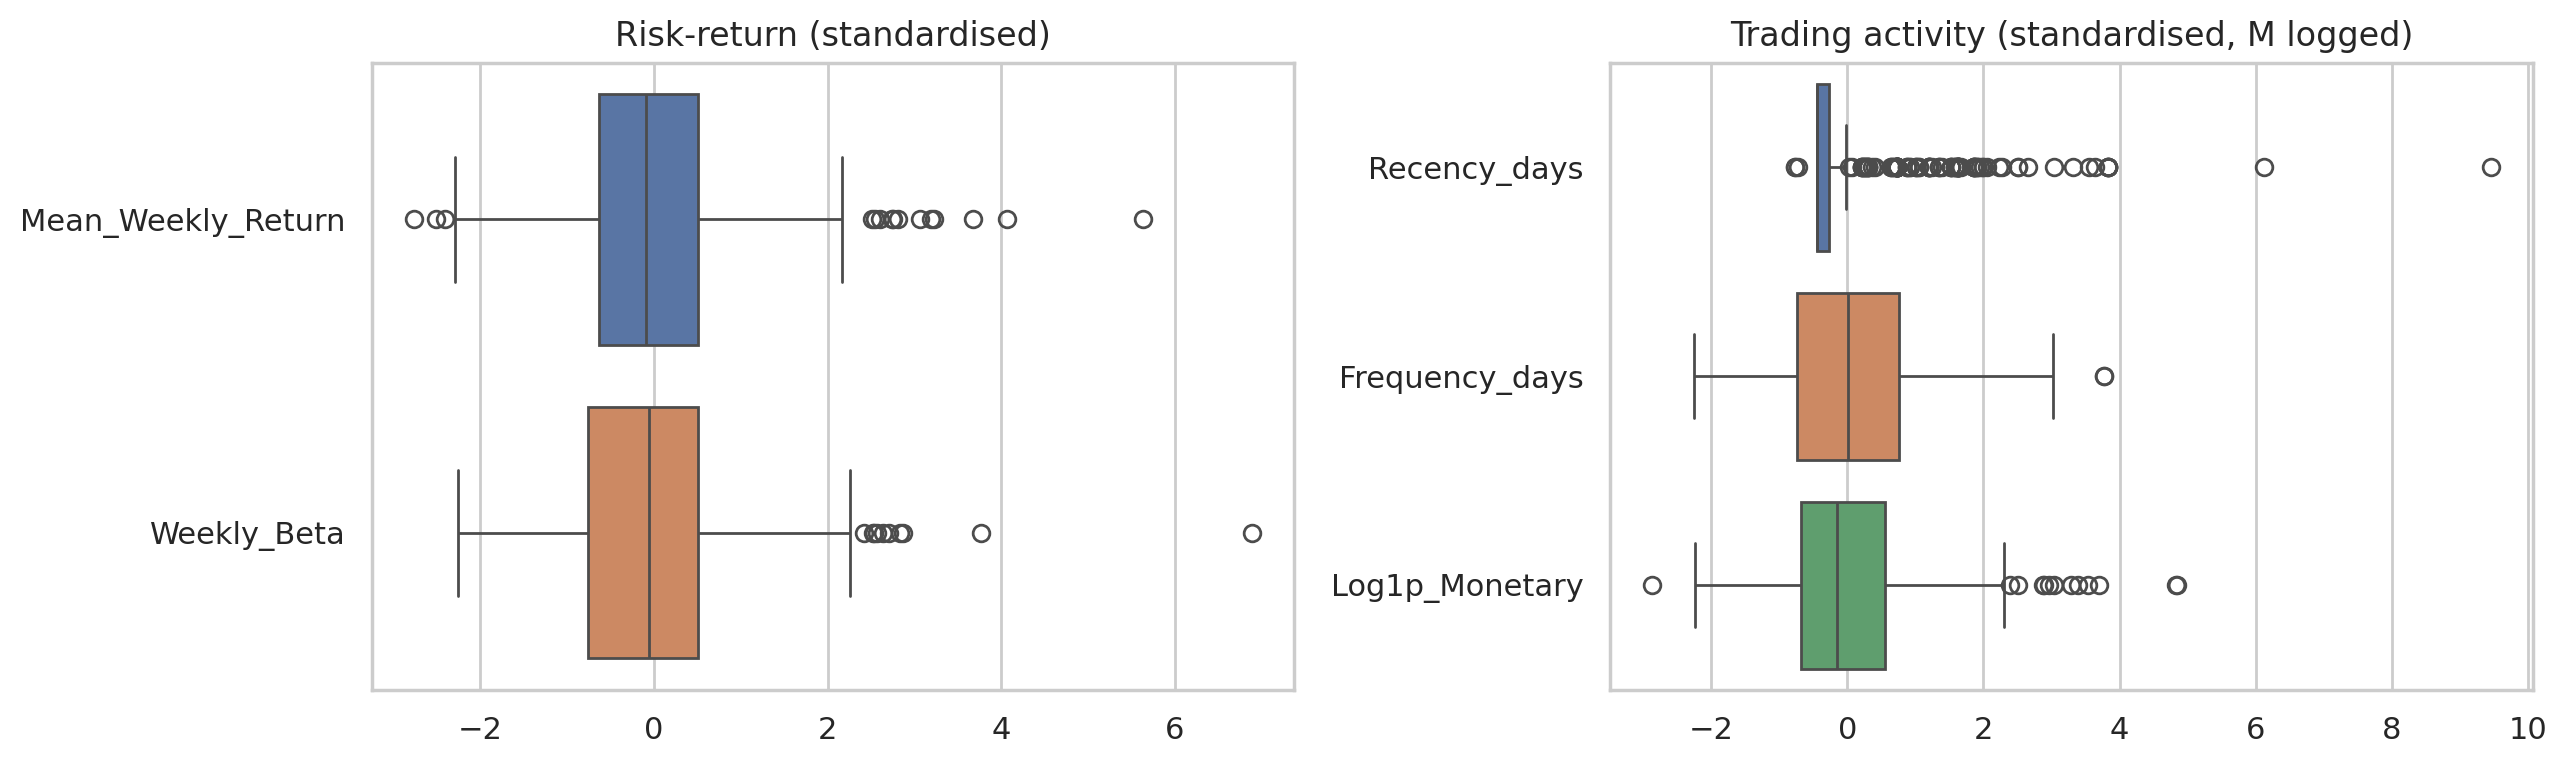 Risk-return (standardised)
Mean_Weekly_Return
Weekly_Beta
−2 0 2 4 6
Trading activity (standardised, M logged)
Recency_days
Frequency_days
Log1p_Monetary
−2 0 2 4 6 8 10